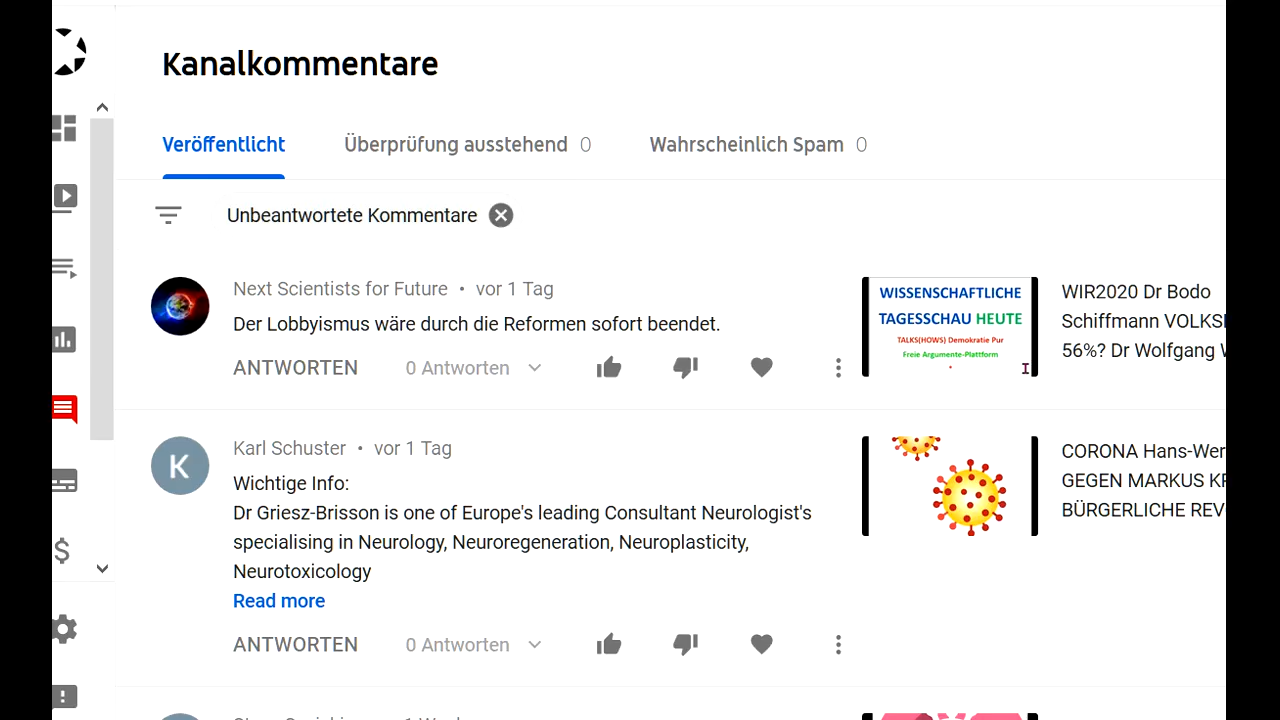 Kanalkommentare
Veröffentlicht
Überprüfung ausstehend 0
Wahrscheinlich Spam 0
Unbeantwortete Kommentare
Next Scientists for Future • vor 1 Tag
Der Lobbyismus wäre durch die Reformen sofort beendet.
ANTWORTEN
0 Antworten
WISSENSCHAFTLICHE
TAGESSCHAU HEUTE
TALKS(HOWS) Demokratie Pur
Freie Argumente-Plattform
WIR2020 Dr Bodo
Schiffmann VOLKS
56%? Dr Wolfgang
Karl Schuster • vor 1 Tag
K
Wichtige Info:
Dr Griesz-Brisson is one of Europe's leading Consultant Neurologist's
specialising in Neurology, Neuroregeneration, Neuroplasticity,
Neurotoxicology
Read more
ANTWORTEN
0 Antworten
CORONA Hans-Wer
GEGEN MARKUS KR
BÜRGERLICHE REV
$